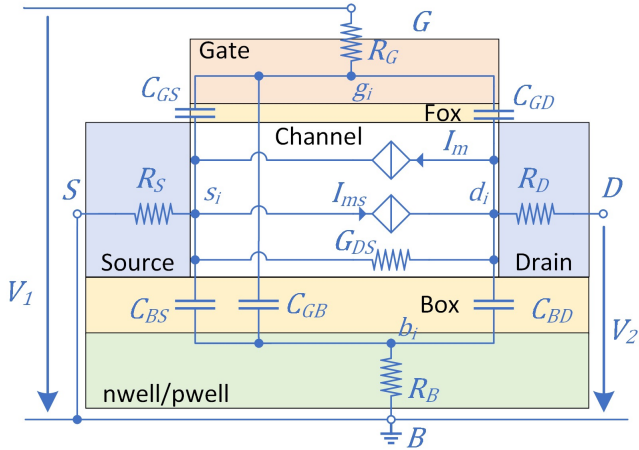 G
Gate
R_G
C_GS
g_i
Fox
C_GD
Channel
I_m
S
R_S
s_i
I_ms
d_i
R_D
D
G_DS
Source
Drain
V_1
C_BS
C_GB
Box
C_BD
V_2
b_i
nwell/pwell
R_B
B